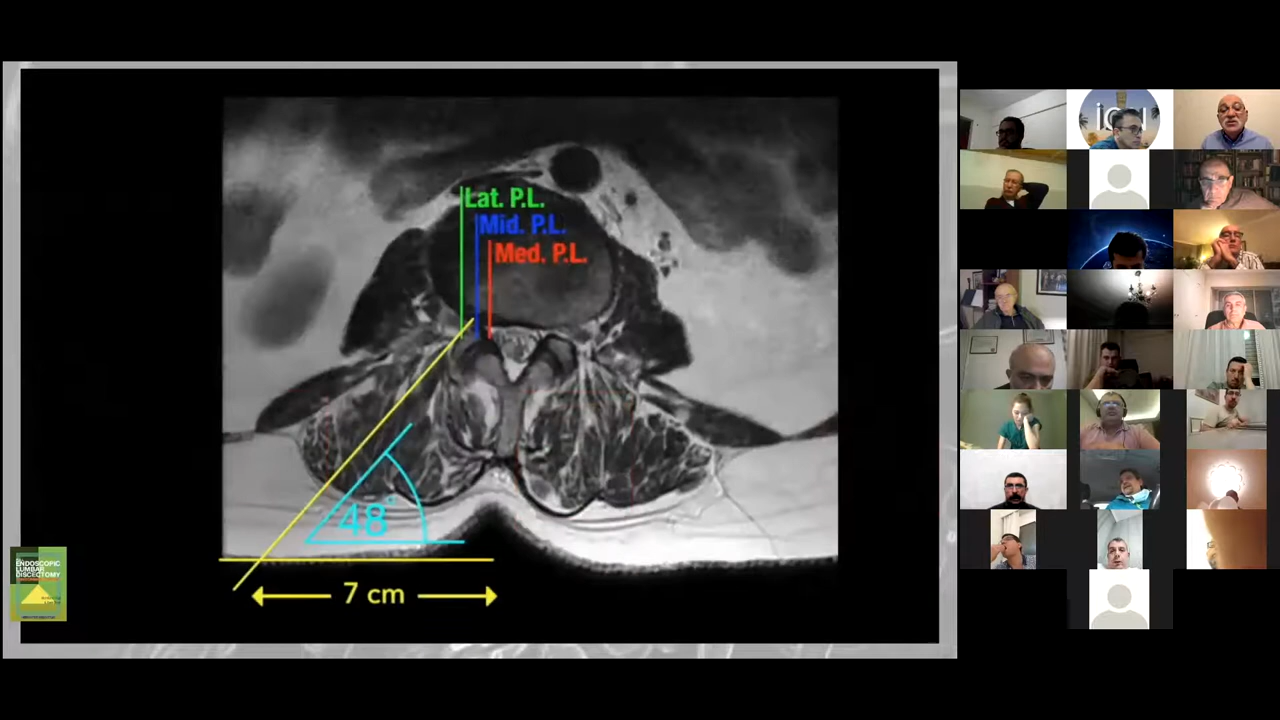 Lat. P.L.
Mid. P.L.
Med. P.L.
48°
7 cm
ENDOSCOPIC
LUMBAR
DISCECTOMY